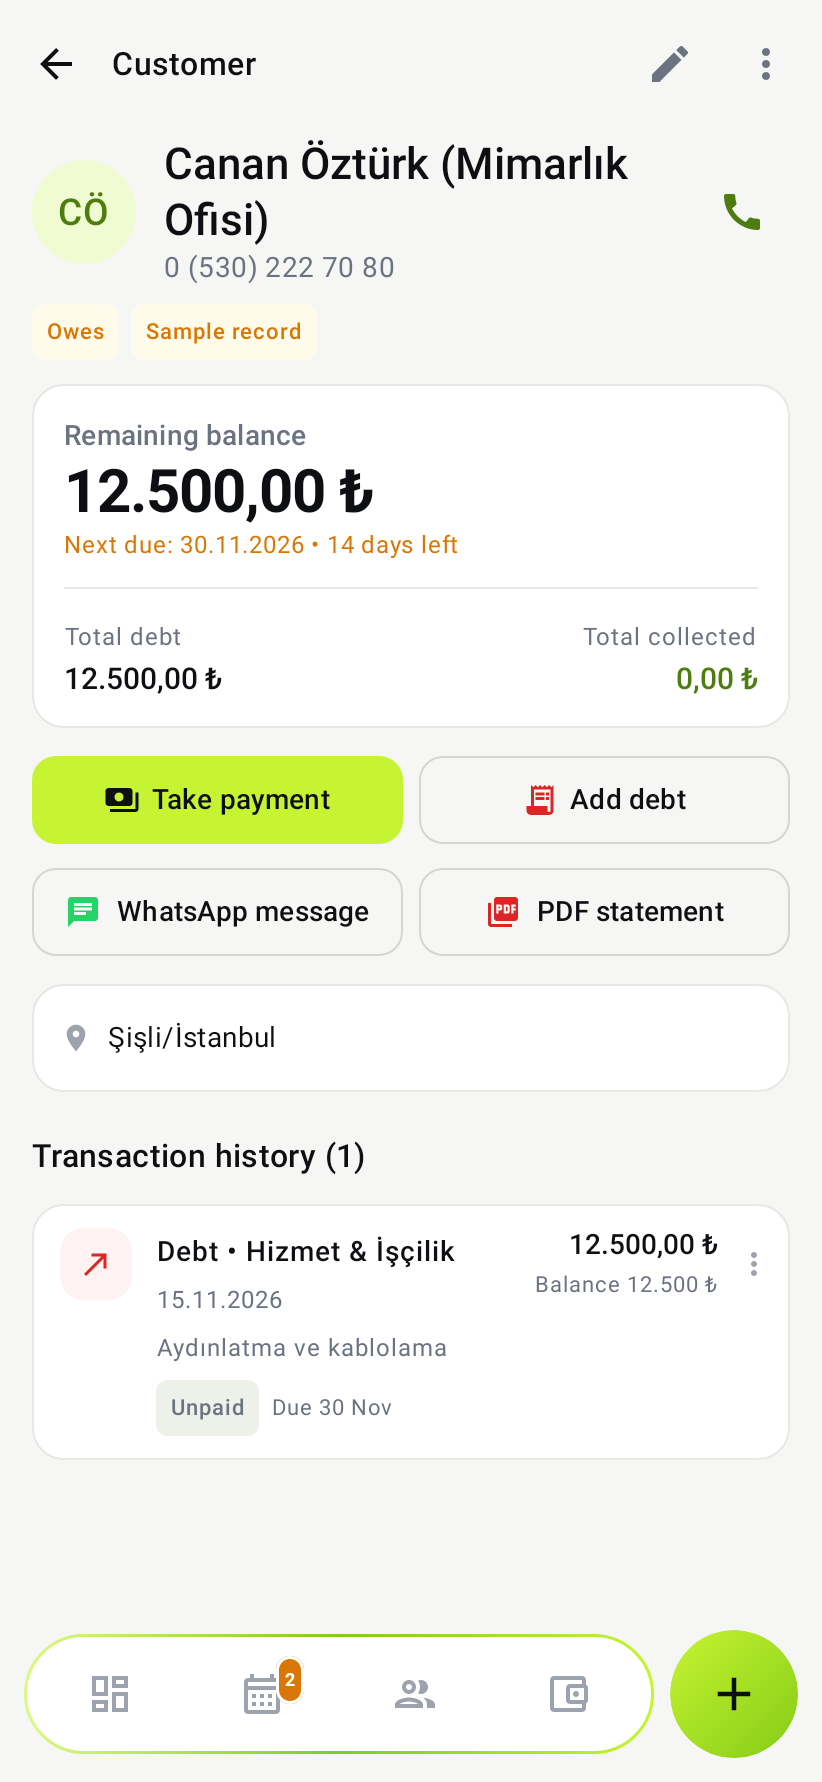 Customer
CÖ
Canan Öztürk (Mimarlık
Ofisi)
0 (530) 222 70 80
Owes
Sample record
Remaining balance
12.500,00 ₺
Next due: 30.11.2026 • 14 days left
Total debt
Total collected
12.500,00 ₺
0,00 ₺
Take payment
Add debt
WhatsApp message
PDF
PDF statement
Şişli/İstanbul
Transaction history (1)
Debt • Hizmet & İşçilik
12.500,00 ₺
15.11.2026
Balance 12.500 ₺
Aydınlatma ve kablolama
Unpaid
Due 30 Nov
2